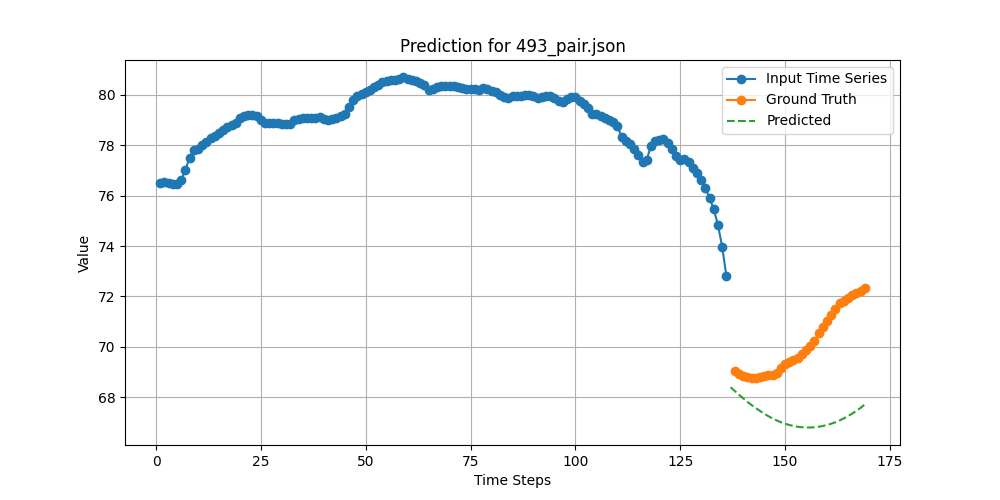 Prediction for 493_pair.json
Input Time Series
Ground Truth
Predicted
Value
80
78
76
74
72
70
68
0 25 50 75 100 125 150 175
Time Steps